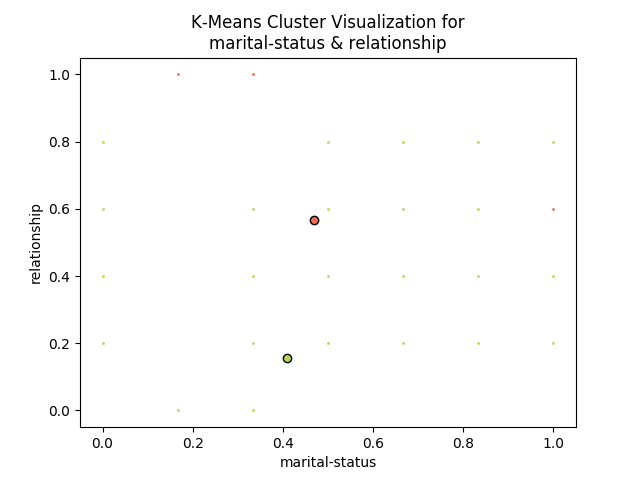 K-Means Cluster Visualization for
marital-status & relationship
1.0
0.8
0.6
0.4
0.2
0.0
relationship
0.0 0.2 0.4 0.6 0.8 1.0
marital-status